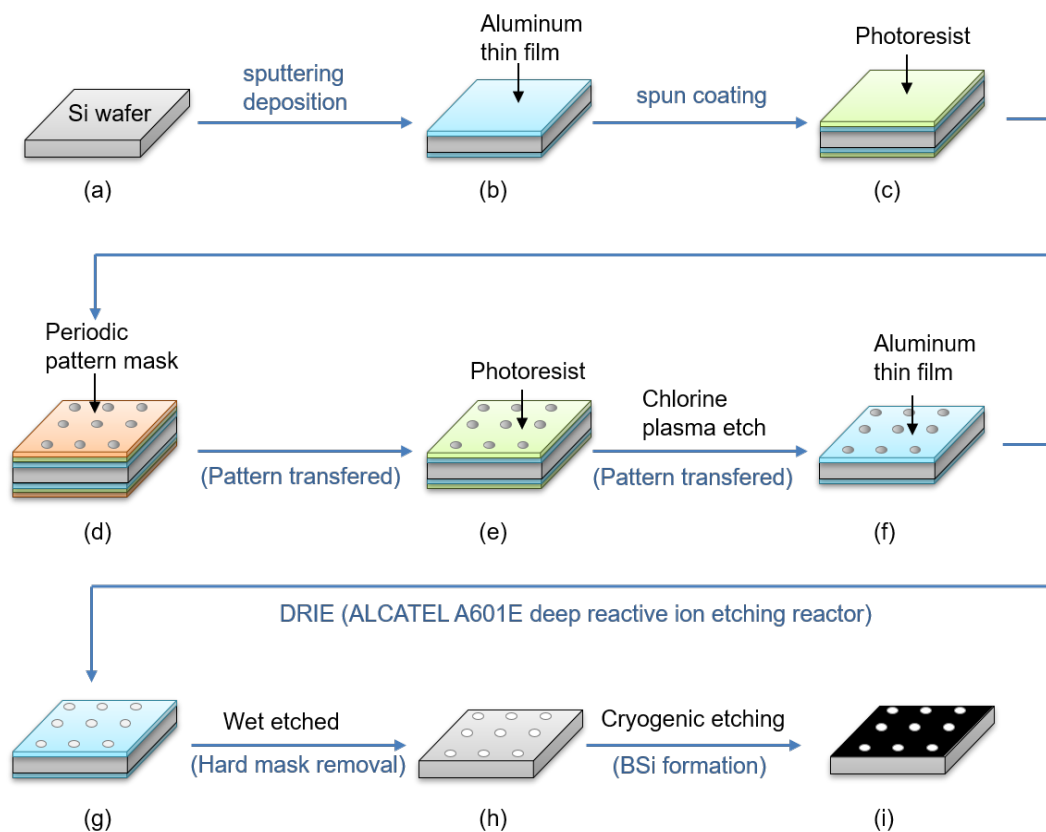 Aluminum
thin film
Photoresist
sputtering
deposition
spun coating
Si wafer
(a)
(b)
(c)
Periodic
pattern mask
Photoresist
Chlorine
plasma etch
Aluminum
thin film
(Pattern transfered)
(Pattern transfered)
(d)
(e)
(f)
DRIE (ALCATEL A601E deep reactive ion etching reactor)
Wet etched
(Hard mask removal)
Cryogenic etching
(BSi formation)
(g)
(h)
(i)